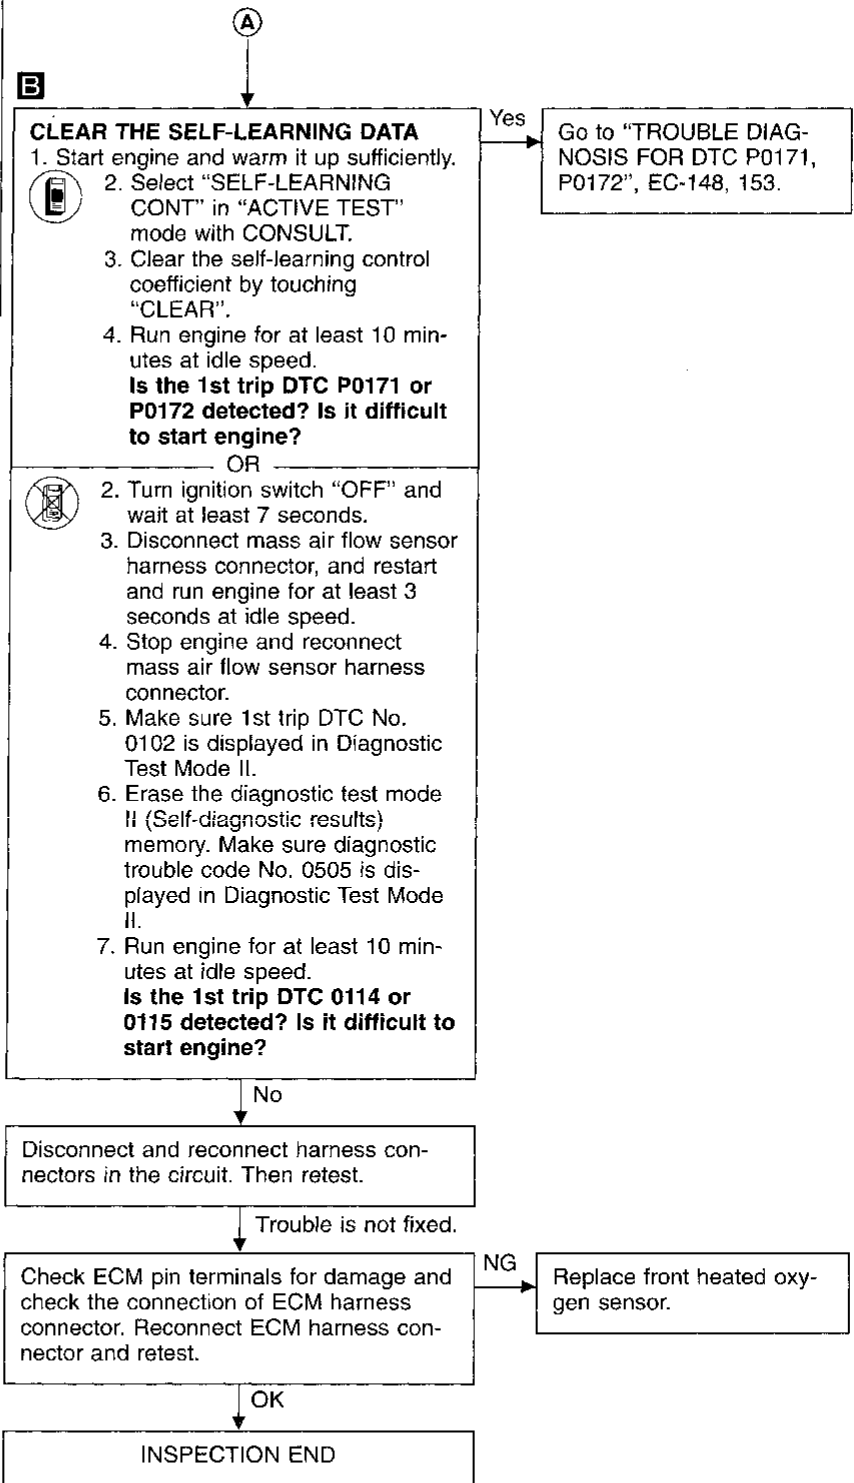 A
B
CLEAR THE SELF-LEARNING DATA
1. Start engine and warm it up sufficiently.
2. Select “SELF-LEARNING
CONT” in “ACTIVE TEST”
mode with CONSULT.
3. Clear the self-learning control
coefficient by touching
“CLEAR”.
4. Run engine for at least 10 min-
utes at idle speed.
Is the 1st trip DTC P0171 or
P0172 detected? Is it difficult
to start engine?
Yes
Go to “TROUBLE DIAG-
NOSIS FOR DTC P0171,
P0172”, EC-148, 153.
OR
2. Turn ignition switch “OFF” and
wait at least 7 seconds.
3. Disconnect mass air flow sensor
harness connector, and restart
and run engine for at least 3
seconds at idle speed.
4. Stop engine and reconnect
mass air flow sensor harness
connector.
5. Make sure 1st trip DTC No.
0102 is displayed in Diagnostic
Test Mode II.
6. Erase the diagnostic test mode
II (Self-diagnostic results)
memory. Make sure diagnostic
trouble code No. 0505 is dis-
played in Diagnostic Test Mode
II.
7. Run engine for at least 10 min-
utes at idle speed.
Is the 1st trip DTC 0114 or
0115 detected? Is it difficult to
start engine?
No
Disconnect and reconnect harness con-
nectors in the circuit. Then retest.
Trouble is not fixed.
Check ECM pin terminals for damage and
check the connection of ECM harness
connector. Reconnect ECM harness con-
nector and retest.
NG
Replace front heated oxy-
gen sensor.
OK
INSPECTION END